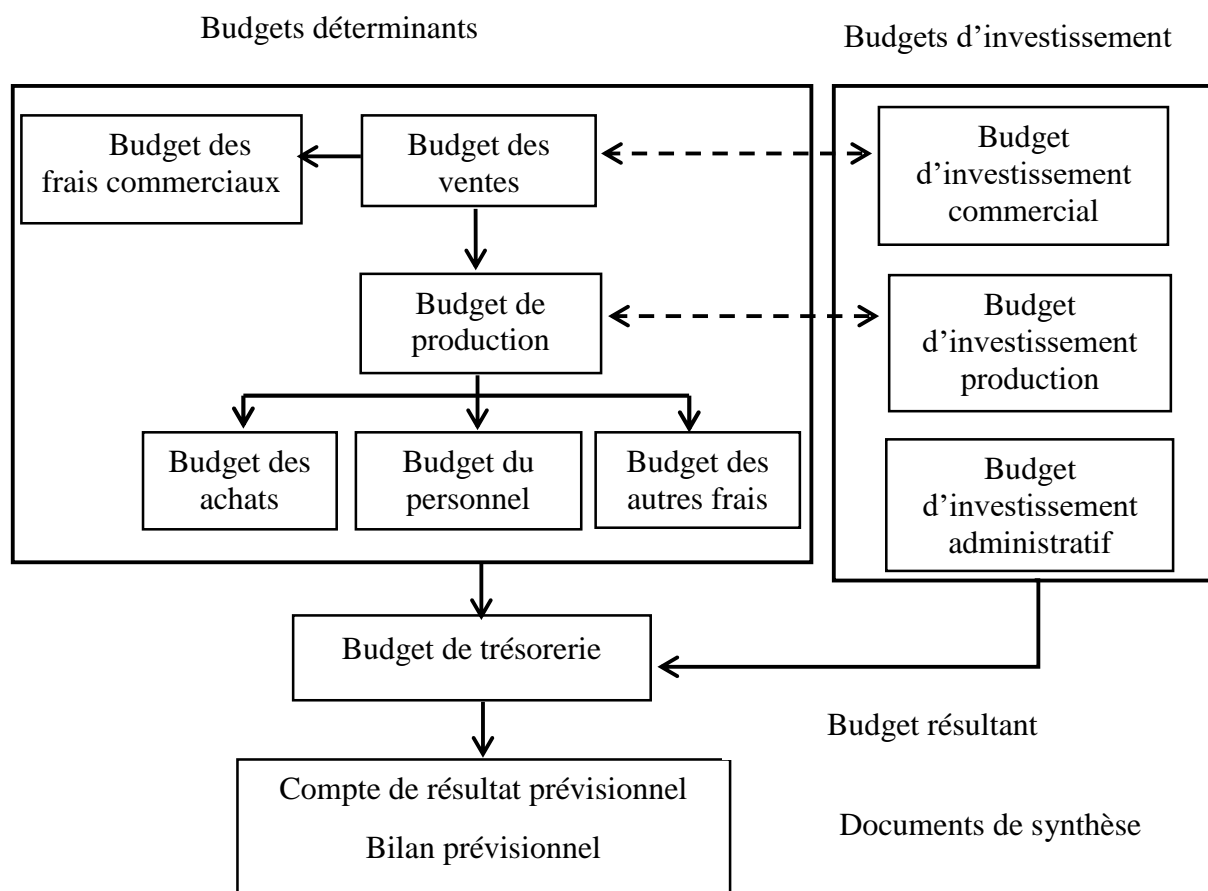 Budgets déterminants
Budgets d’investissement
Budget des
frais commerciaux
Budget des
ventes
Budget
d’investissement
commercial
Budget de
production
Budget
d’investissement
production
Budget des
achats
Budget du
personnel
Budget des
autres frais
Budget
d’investissement
administratif
Budget de trésorerie
Budget résultant
Compte de résultat prévisionnel
Bilan prévisionnel
Documents de synthèse